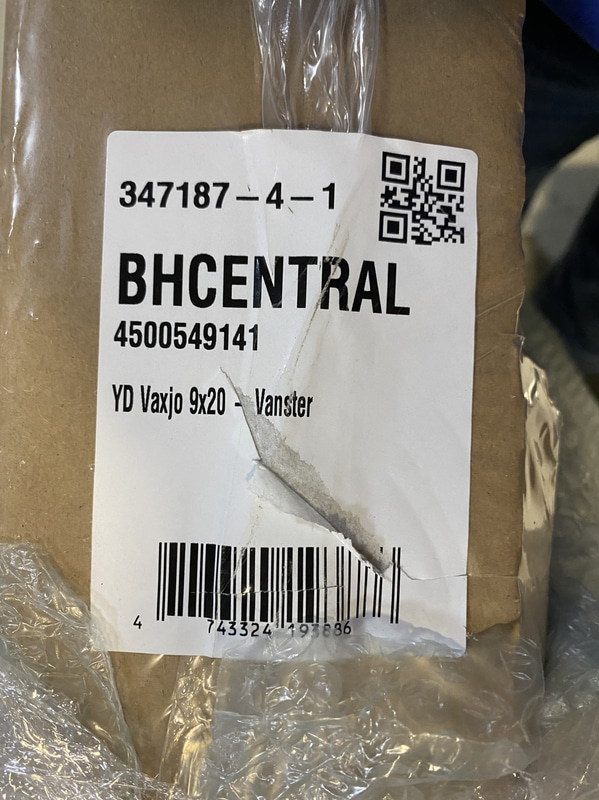 347187-4-1
BHCENTRAL
4500549141
YD Vaxjo 9x20 - Vanster
4 743324 193886